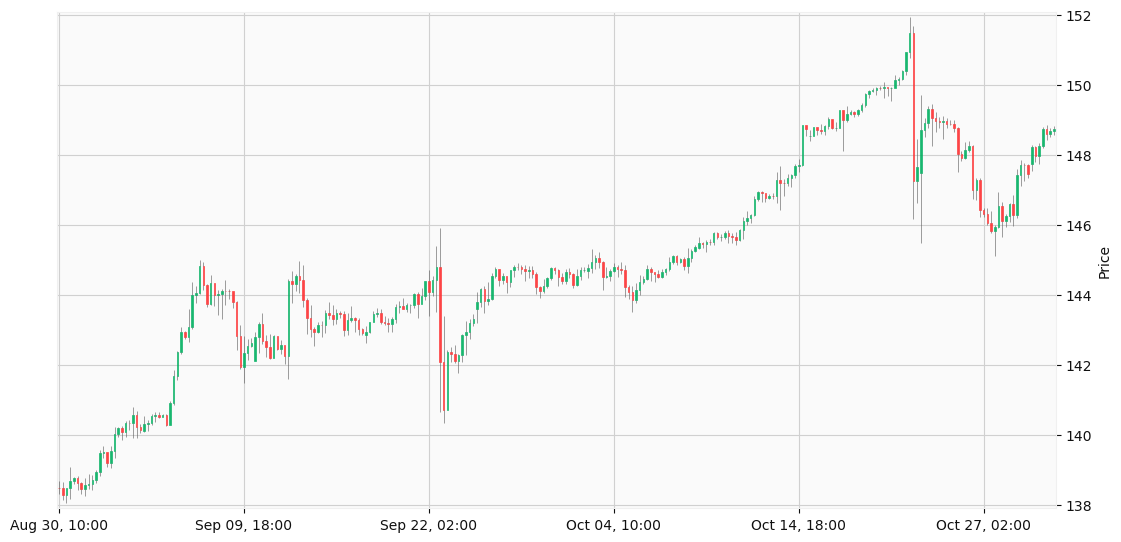 152
150
148
146
144
142
140
138
Price
Aug 30, 10:00
Sep 09, 18:00
Sep 22, 02:00
Oct 04, 10:00
Oct 14, 18:00
Oct 27, 02:00